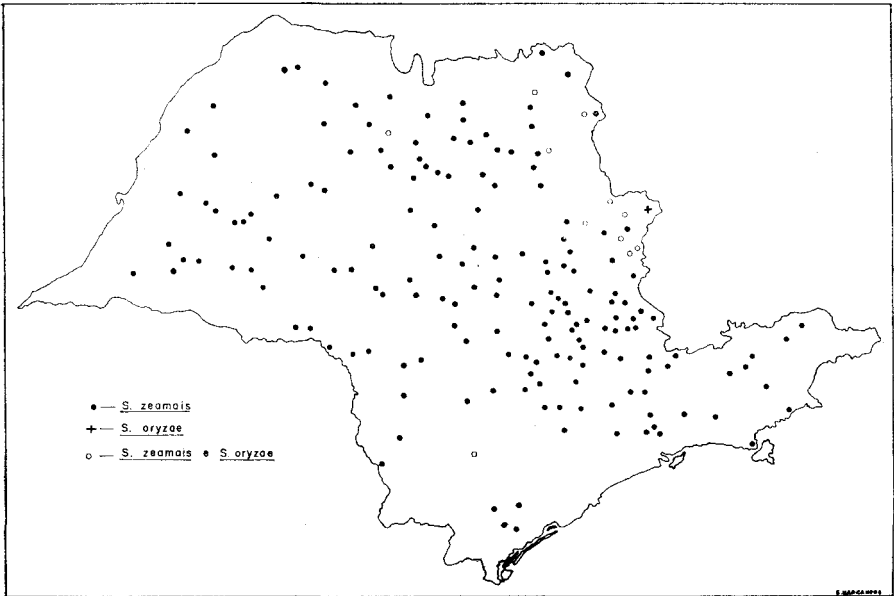 ● — S. zeamais
+ — S. oryzae
○ — S. zeamais e S. oryzae